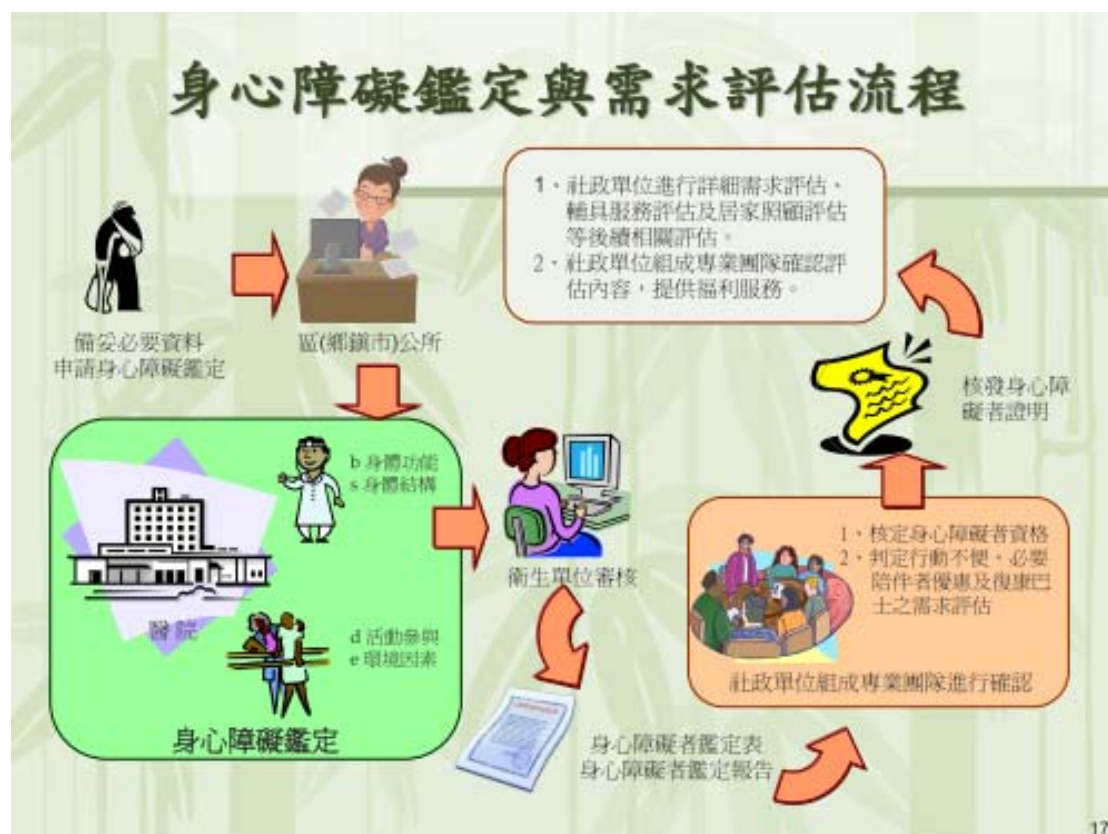 身心障礙鑑定與需求評估流程
備妥必要資料
申請身心障礙鑑定
區(鄉鎮市)公所
b 身體功能
s 身體結構
醫院
d 活動參與
e 環境因素
身心障礙鑑定
衛生單位審核
身心障礙者鑑定表
身心障礙者鑑定報告
1、核定身心障礙者資格
2、判定行動不便、必要
陪伴者優惠及復康巴
士之需求評估
社政單位組成專業團隊進行確認
核發身心障
礙者證明
1、社政單位進行詳細需求評估、
輔具服務評估及居家照顧評估
等後續相關評估。
2、社政單位組成專業團隊確認評
估內容，提供福利服務。
17